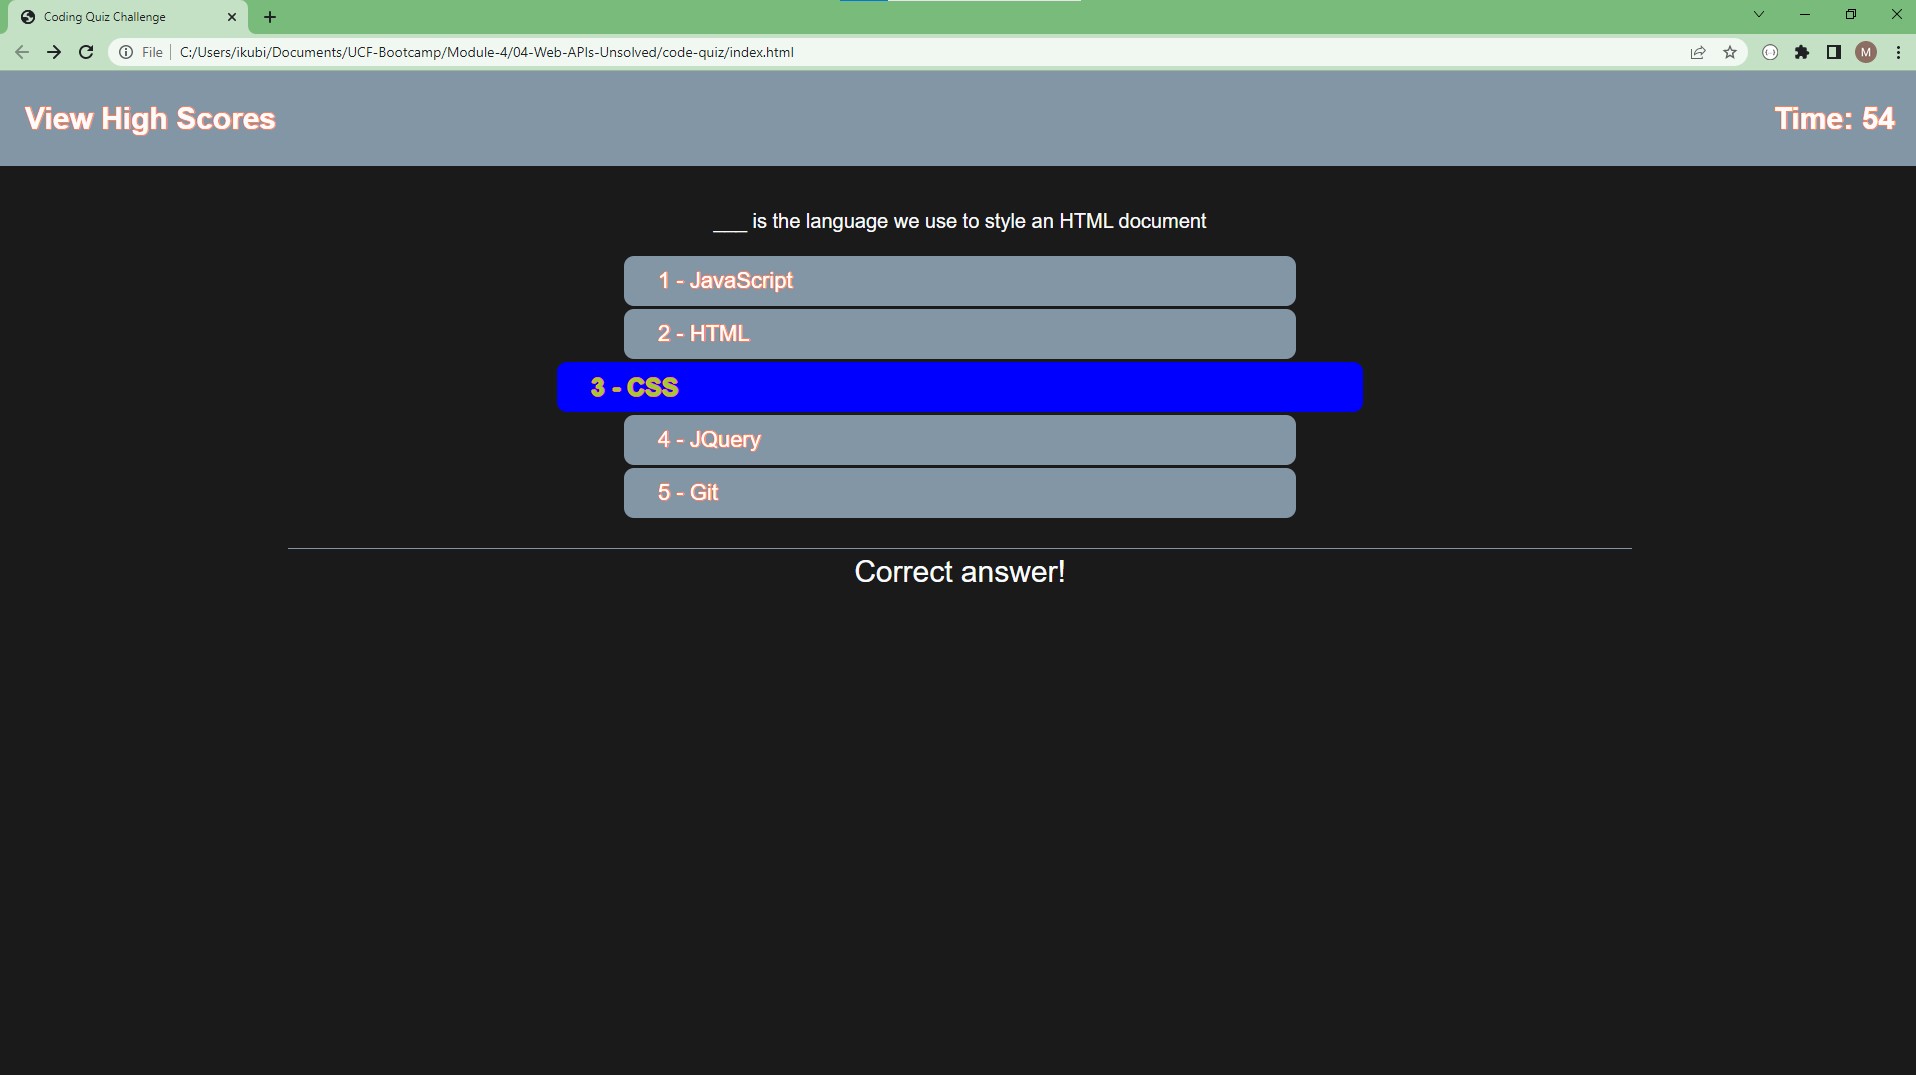 Coding Quiz Challenge
File C:/Users/ikubi/Documents/UCF-Bootcamp/Module-4/04-Web-APIs-Unsolved/code-quiz/index.html
M
View High Scores
Time: 54
___ is the language we use to style an HTML document
1 - JavaScript
2 - HTML
3 - CSS
4 - JQuery
5 - Git
Correct answer!